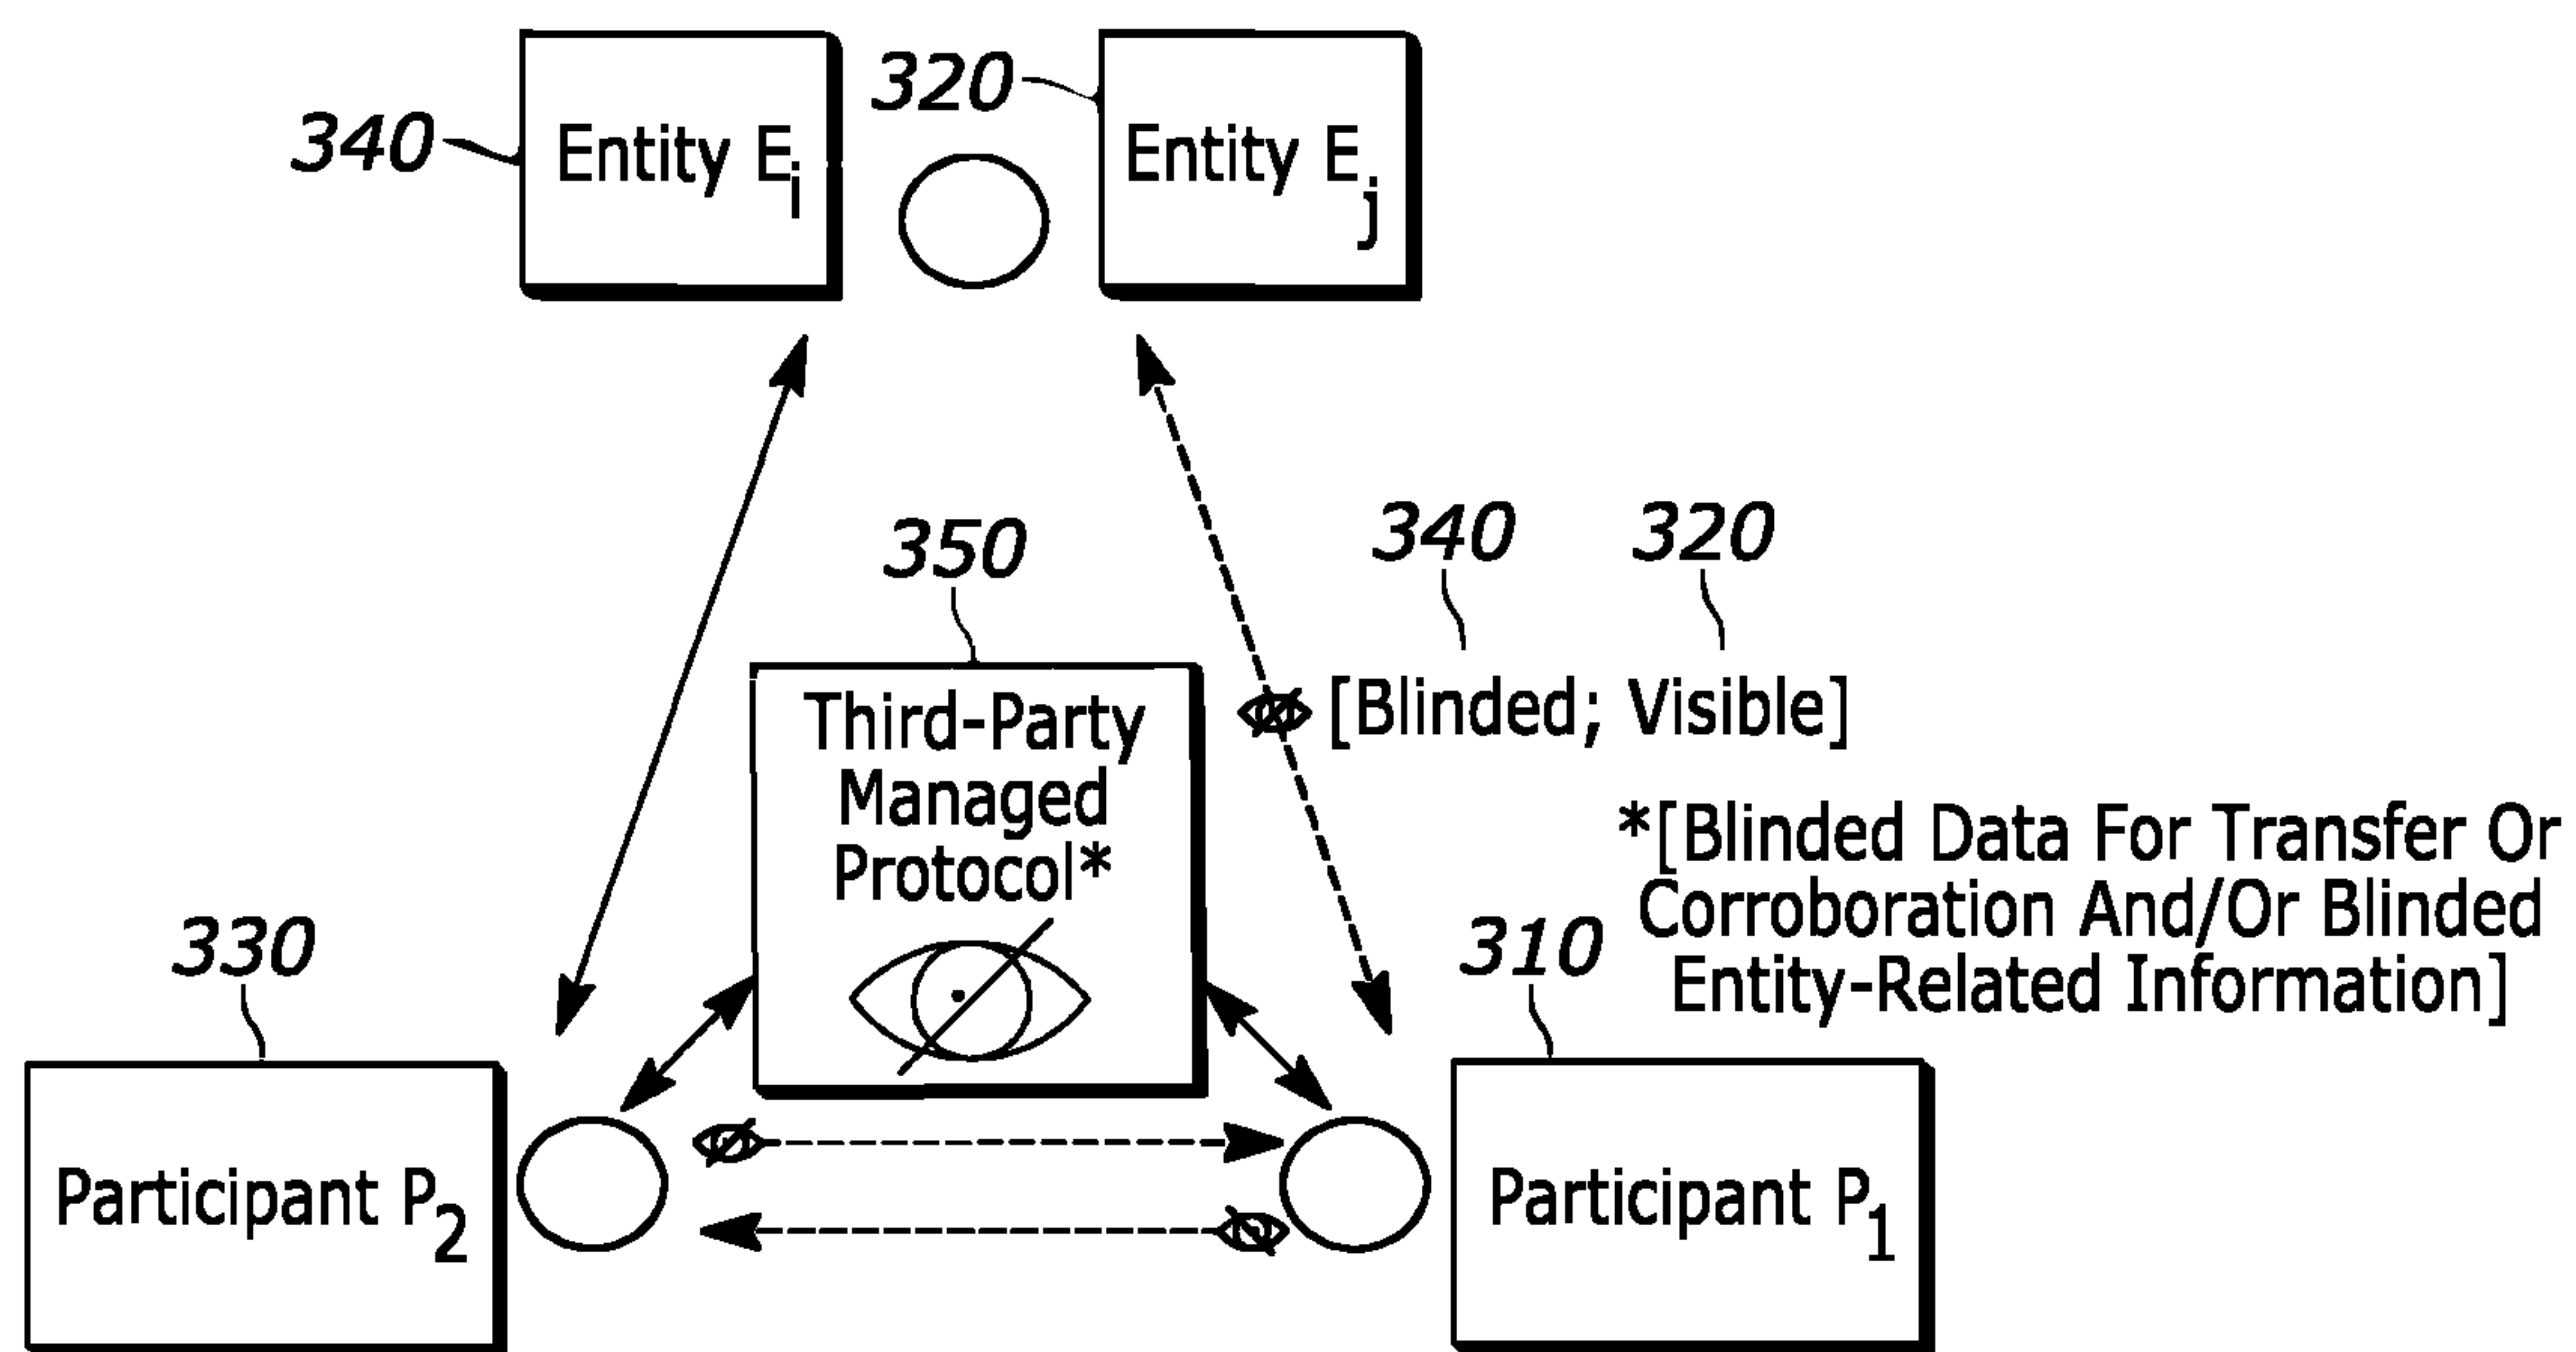 320
340
Entity Ei
Entity Ej
350
340
320
[Blinded; Visible]
Third-Party
Managed
Protocol*
*[Blinded Data For Transfer Or
Corroboration And/Or Blinded
Entity-Related Information]
330
310
Participant P2
Participant P1